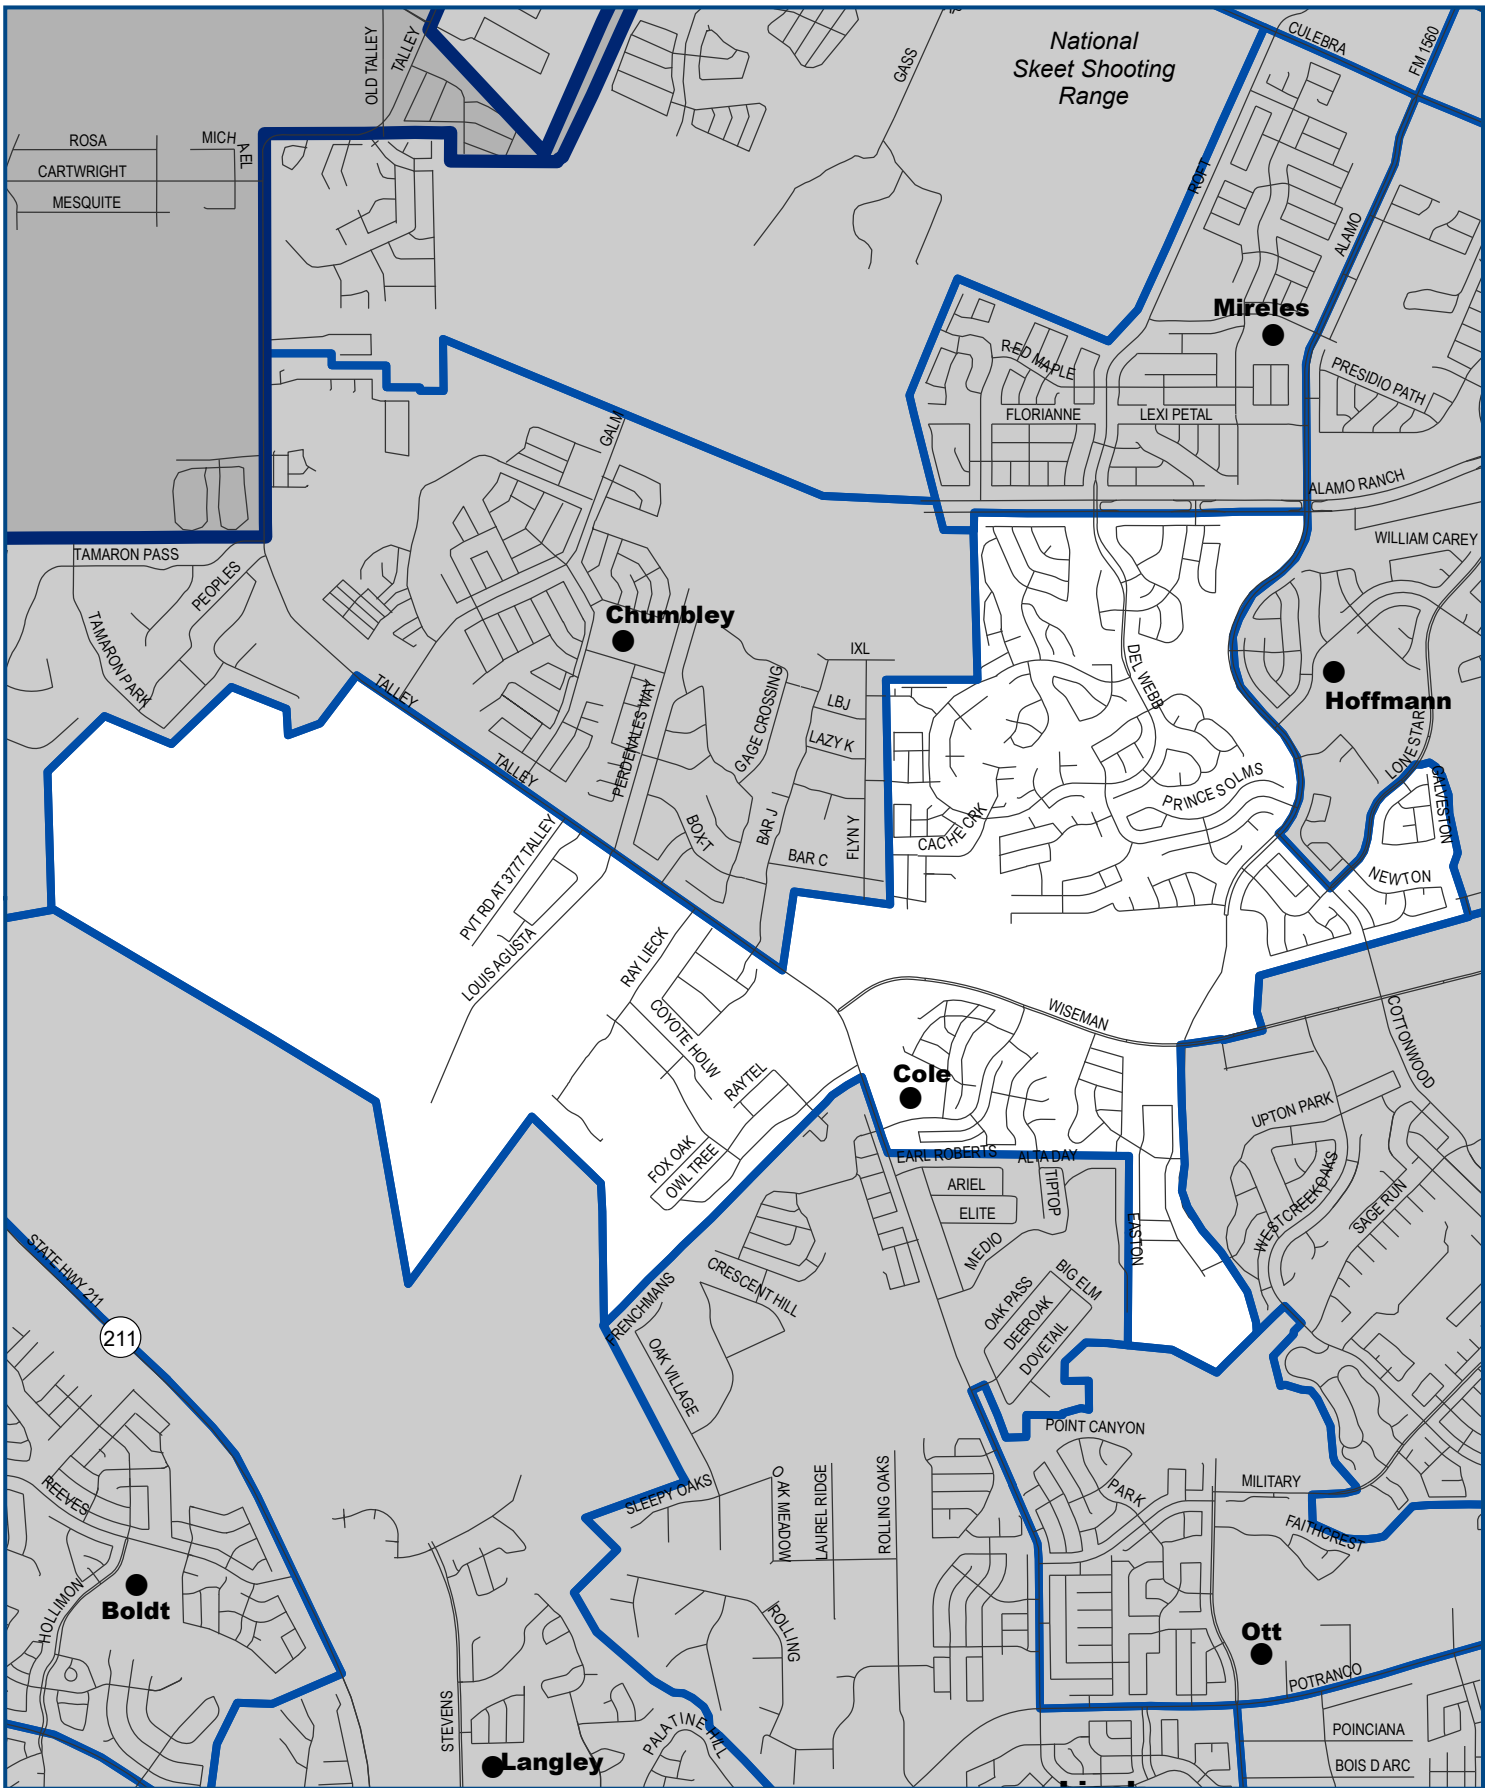 National
Skeet Shooting
Range
CULEBRA
FM 1560
OLD TALLEY
TALLEY
GASS
ROSA
MICHAEL
CARTWRIGHT
MESQUITE
ROFT
ALAMO
Mireles
RED MAPLE
PRESIDIO PATH
FLORIANNE
LEXI PETAL
GALM
ALAMO RANCH
WILLIAM CAREY
TAMARON PASS
PEOPLES
TAMARON PARK
Chumbley
IXL
DEL WEBB
Hoffmann
TALLEY
PERDENALES WAY
GAGE CROSSING
LBJ
LAZY K
LONE STAR
TALLEY
PRINCE SOLMS
GALVESTON
PVT RD AT 3777 TALLEY
BOX-T
BAR J
FLYN Y
CACHE CRK
BAR C
NEWTON
LOUIS AGUSTA
RAY LIECK
COYOTE HOLW
WISEMAN
COTTONWOOD
RAYTEL
Cole
UPTON PARK
FOX OAK
OWL TREE
EARL ROBERTS
ALTA DAY
ARIEL
TIPTOP
ELITE
WESTCREEK OAKS
SAGE RUN
EASTON
MEDIO
STATE HWY 211
211
CRESCENT HILL
BIG ELM
OAK PASS
DEEROAK
DOVETAIL
FRENCHMANS
OAK VILLAGE
POINT CANYON
REEVES
SLEEPY OAKS
OAK MEADOW
LAUREL RIDGE
ROLLING OAKS
PARK
MILITARY
FAITHCREST
HOLLIMON
Boldt
ROLLING
Ott
POTRANCO
STEVENS
PALATINE HILL
Langley
POINCIANA
BOIS D ARC